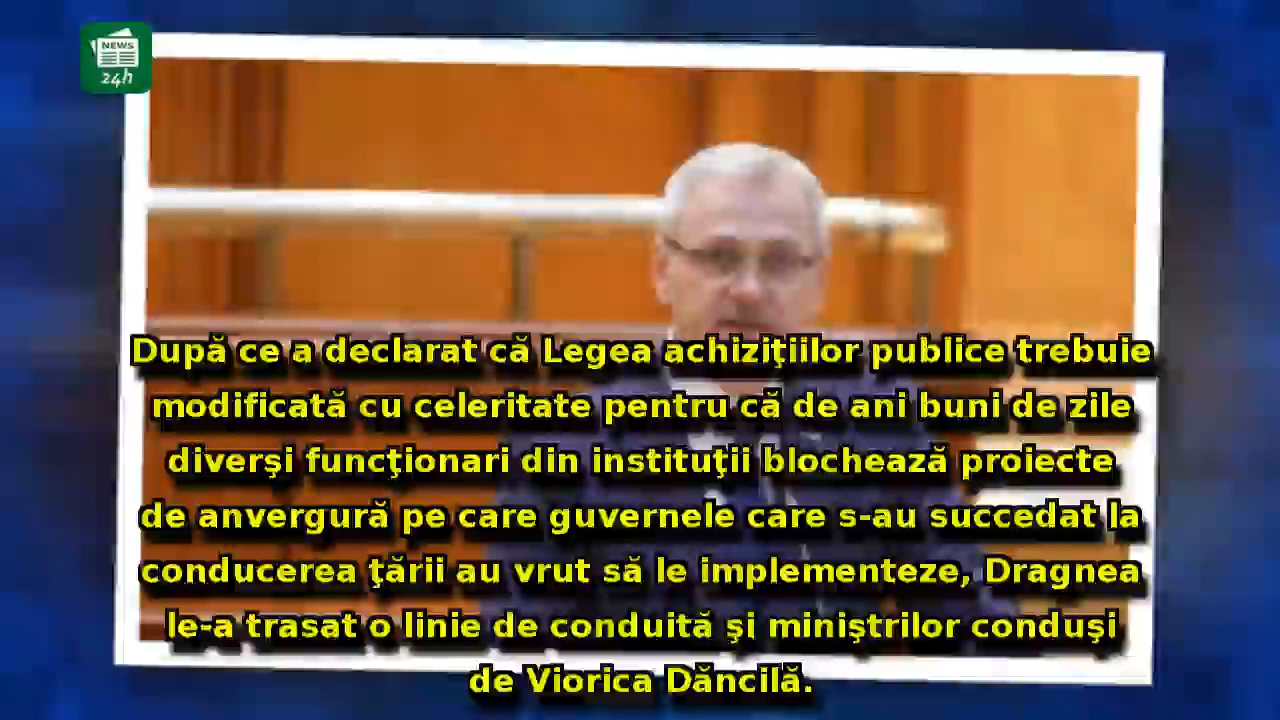 NEWS
24h
După ce a declarat că Legea achiziţiilor publice trebuie
modificată cu celeritate pentru că de ani buni de zile
diverşi funcţionari din instituţii blochează proiecte
de anvergură pe care guvernele care s-au succedat la
conducerea ţării au vrut să le implementeze, Dragnea
le-a trasat o linie de conduită şi miniştrilor conduşi
de Viorica Dăncilă.